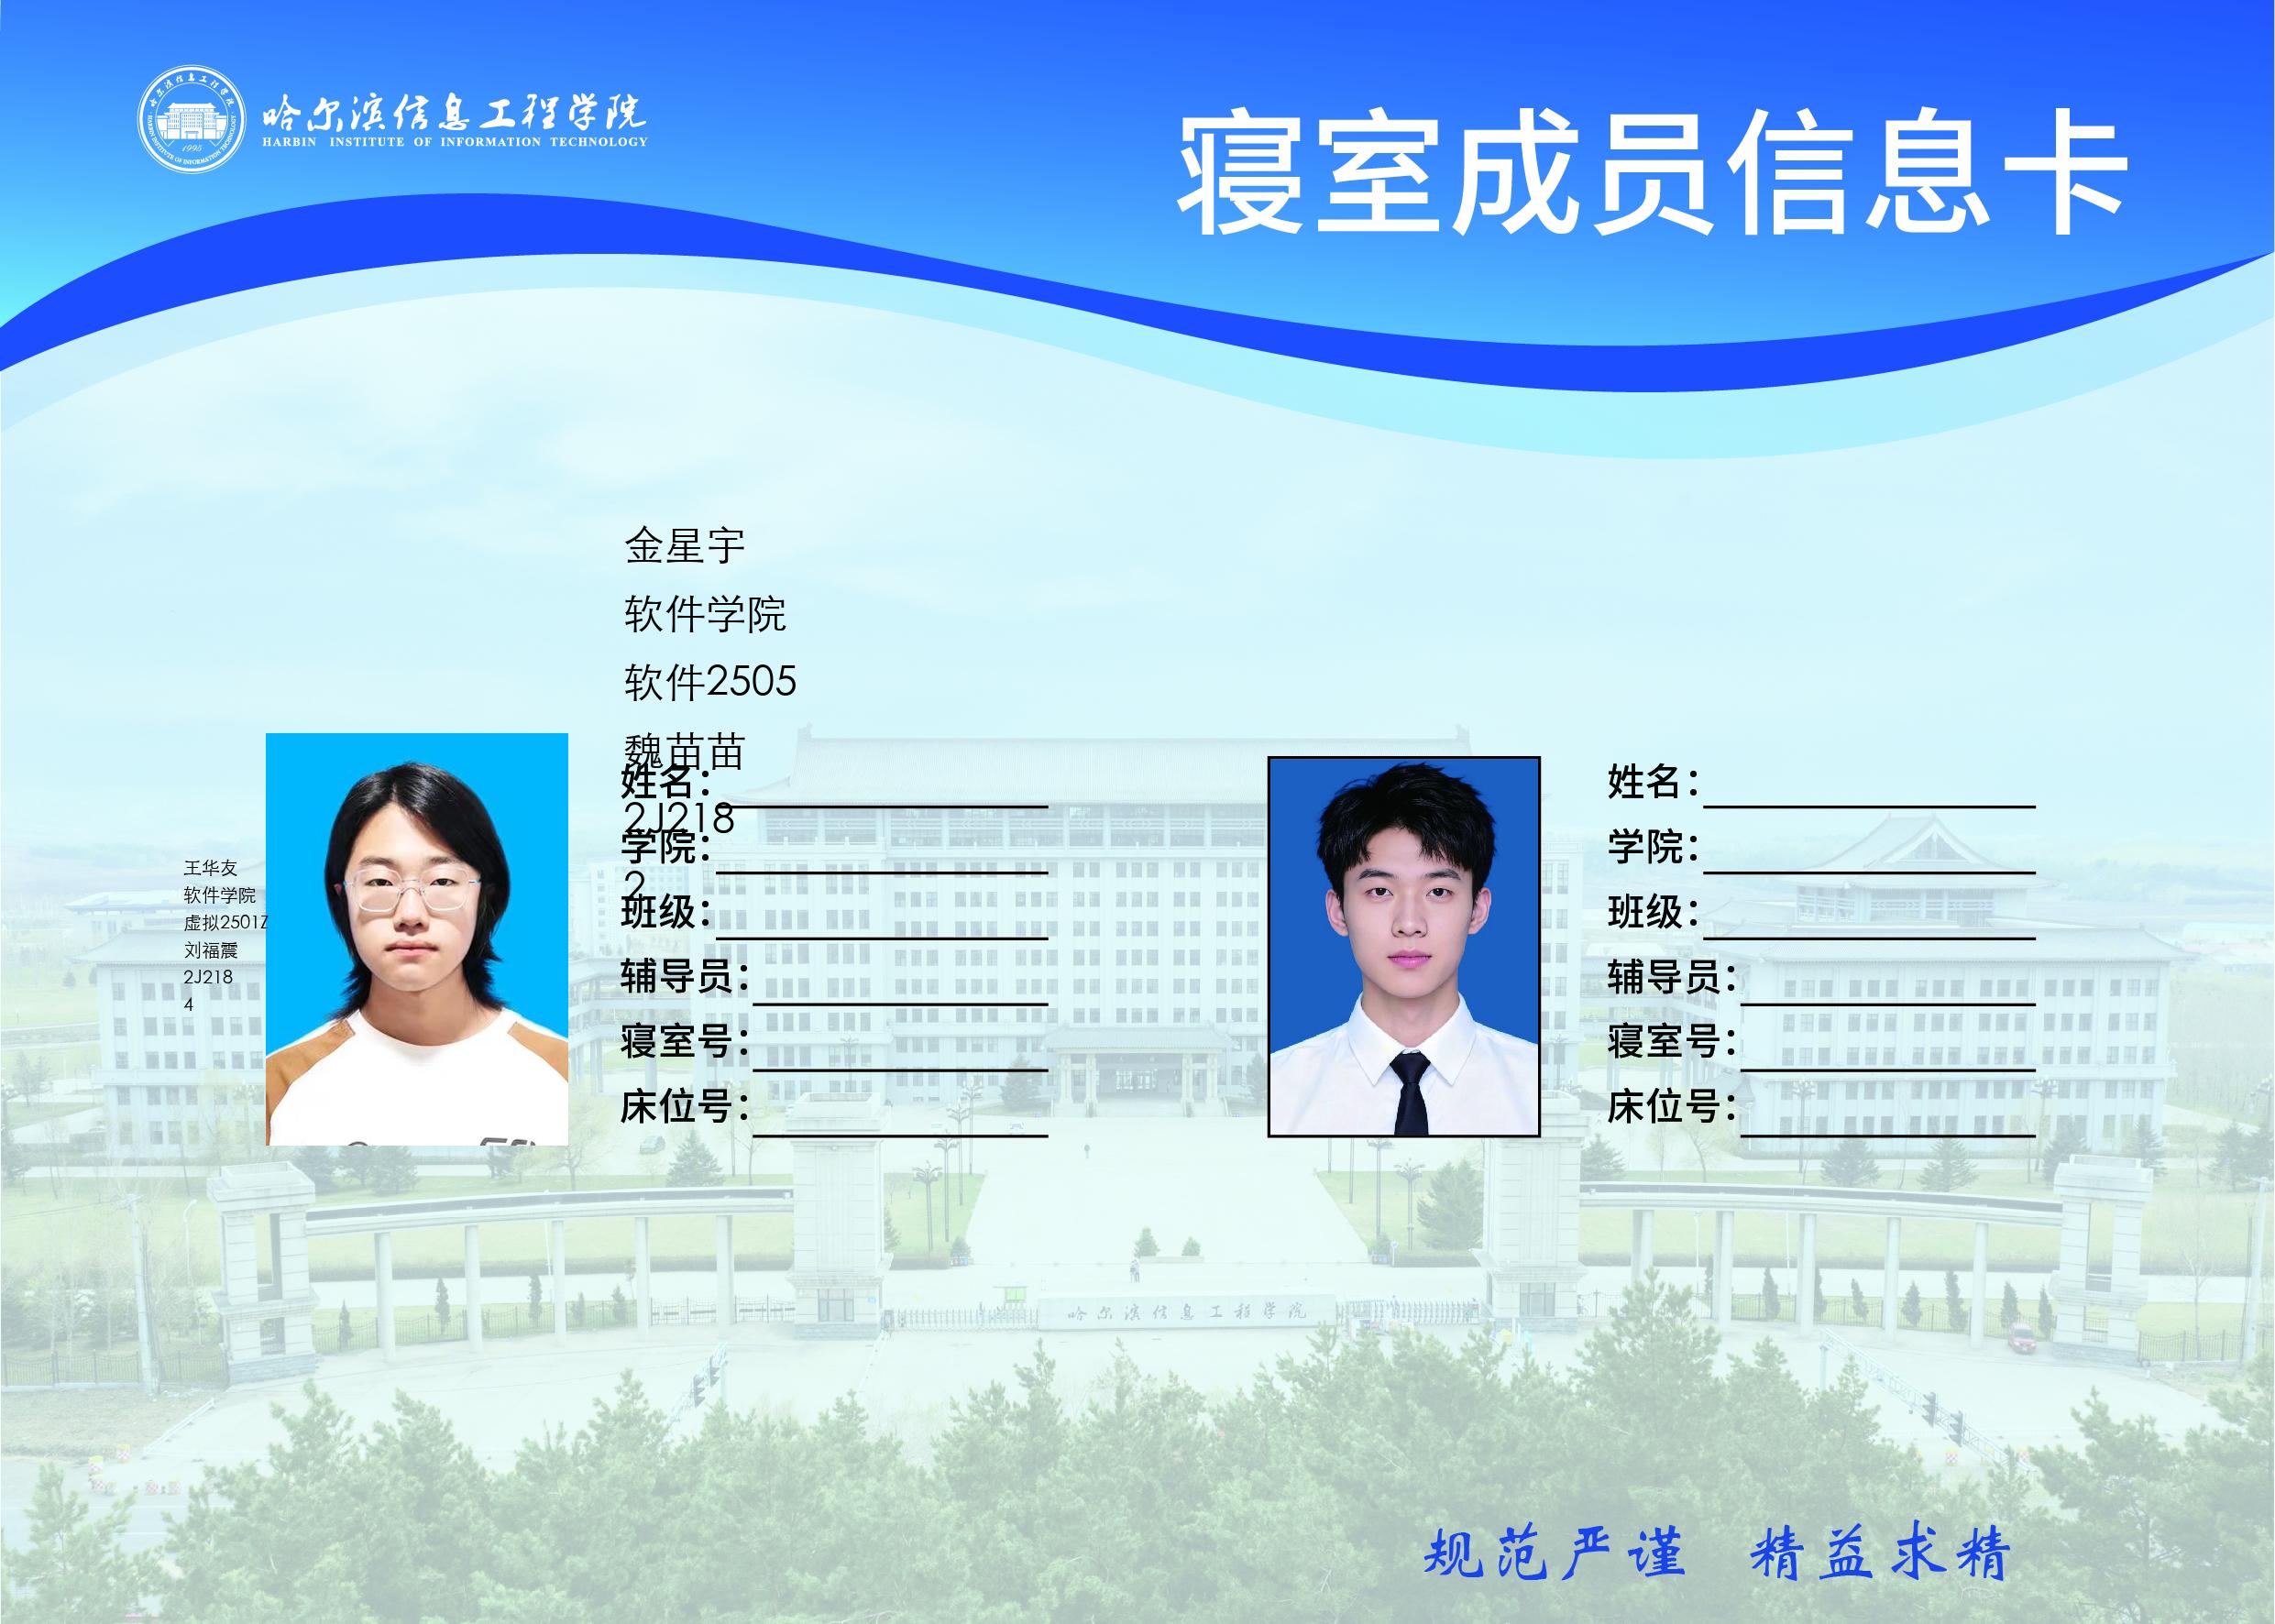 哈尔滨信息工程学院
HARBIN INSTITUTE OF INFORMATION TECHNOLOGY
1995
寝室成员信息卡
金星宇
软件学院
软件2505
魏苗苗
2J218
2
王华友
软件学院
虚拟2501Z
刘福震
2J218
4
姓名：
学院：
班级：
辅导员：
寝室号：
床位号：
姓名：
学院：
班级：
辅导员：
寝室号：
床位号：
哈尔滨信息工程学院
规范严谨 精益求精